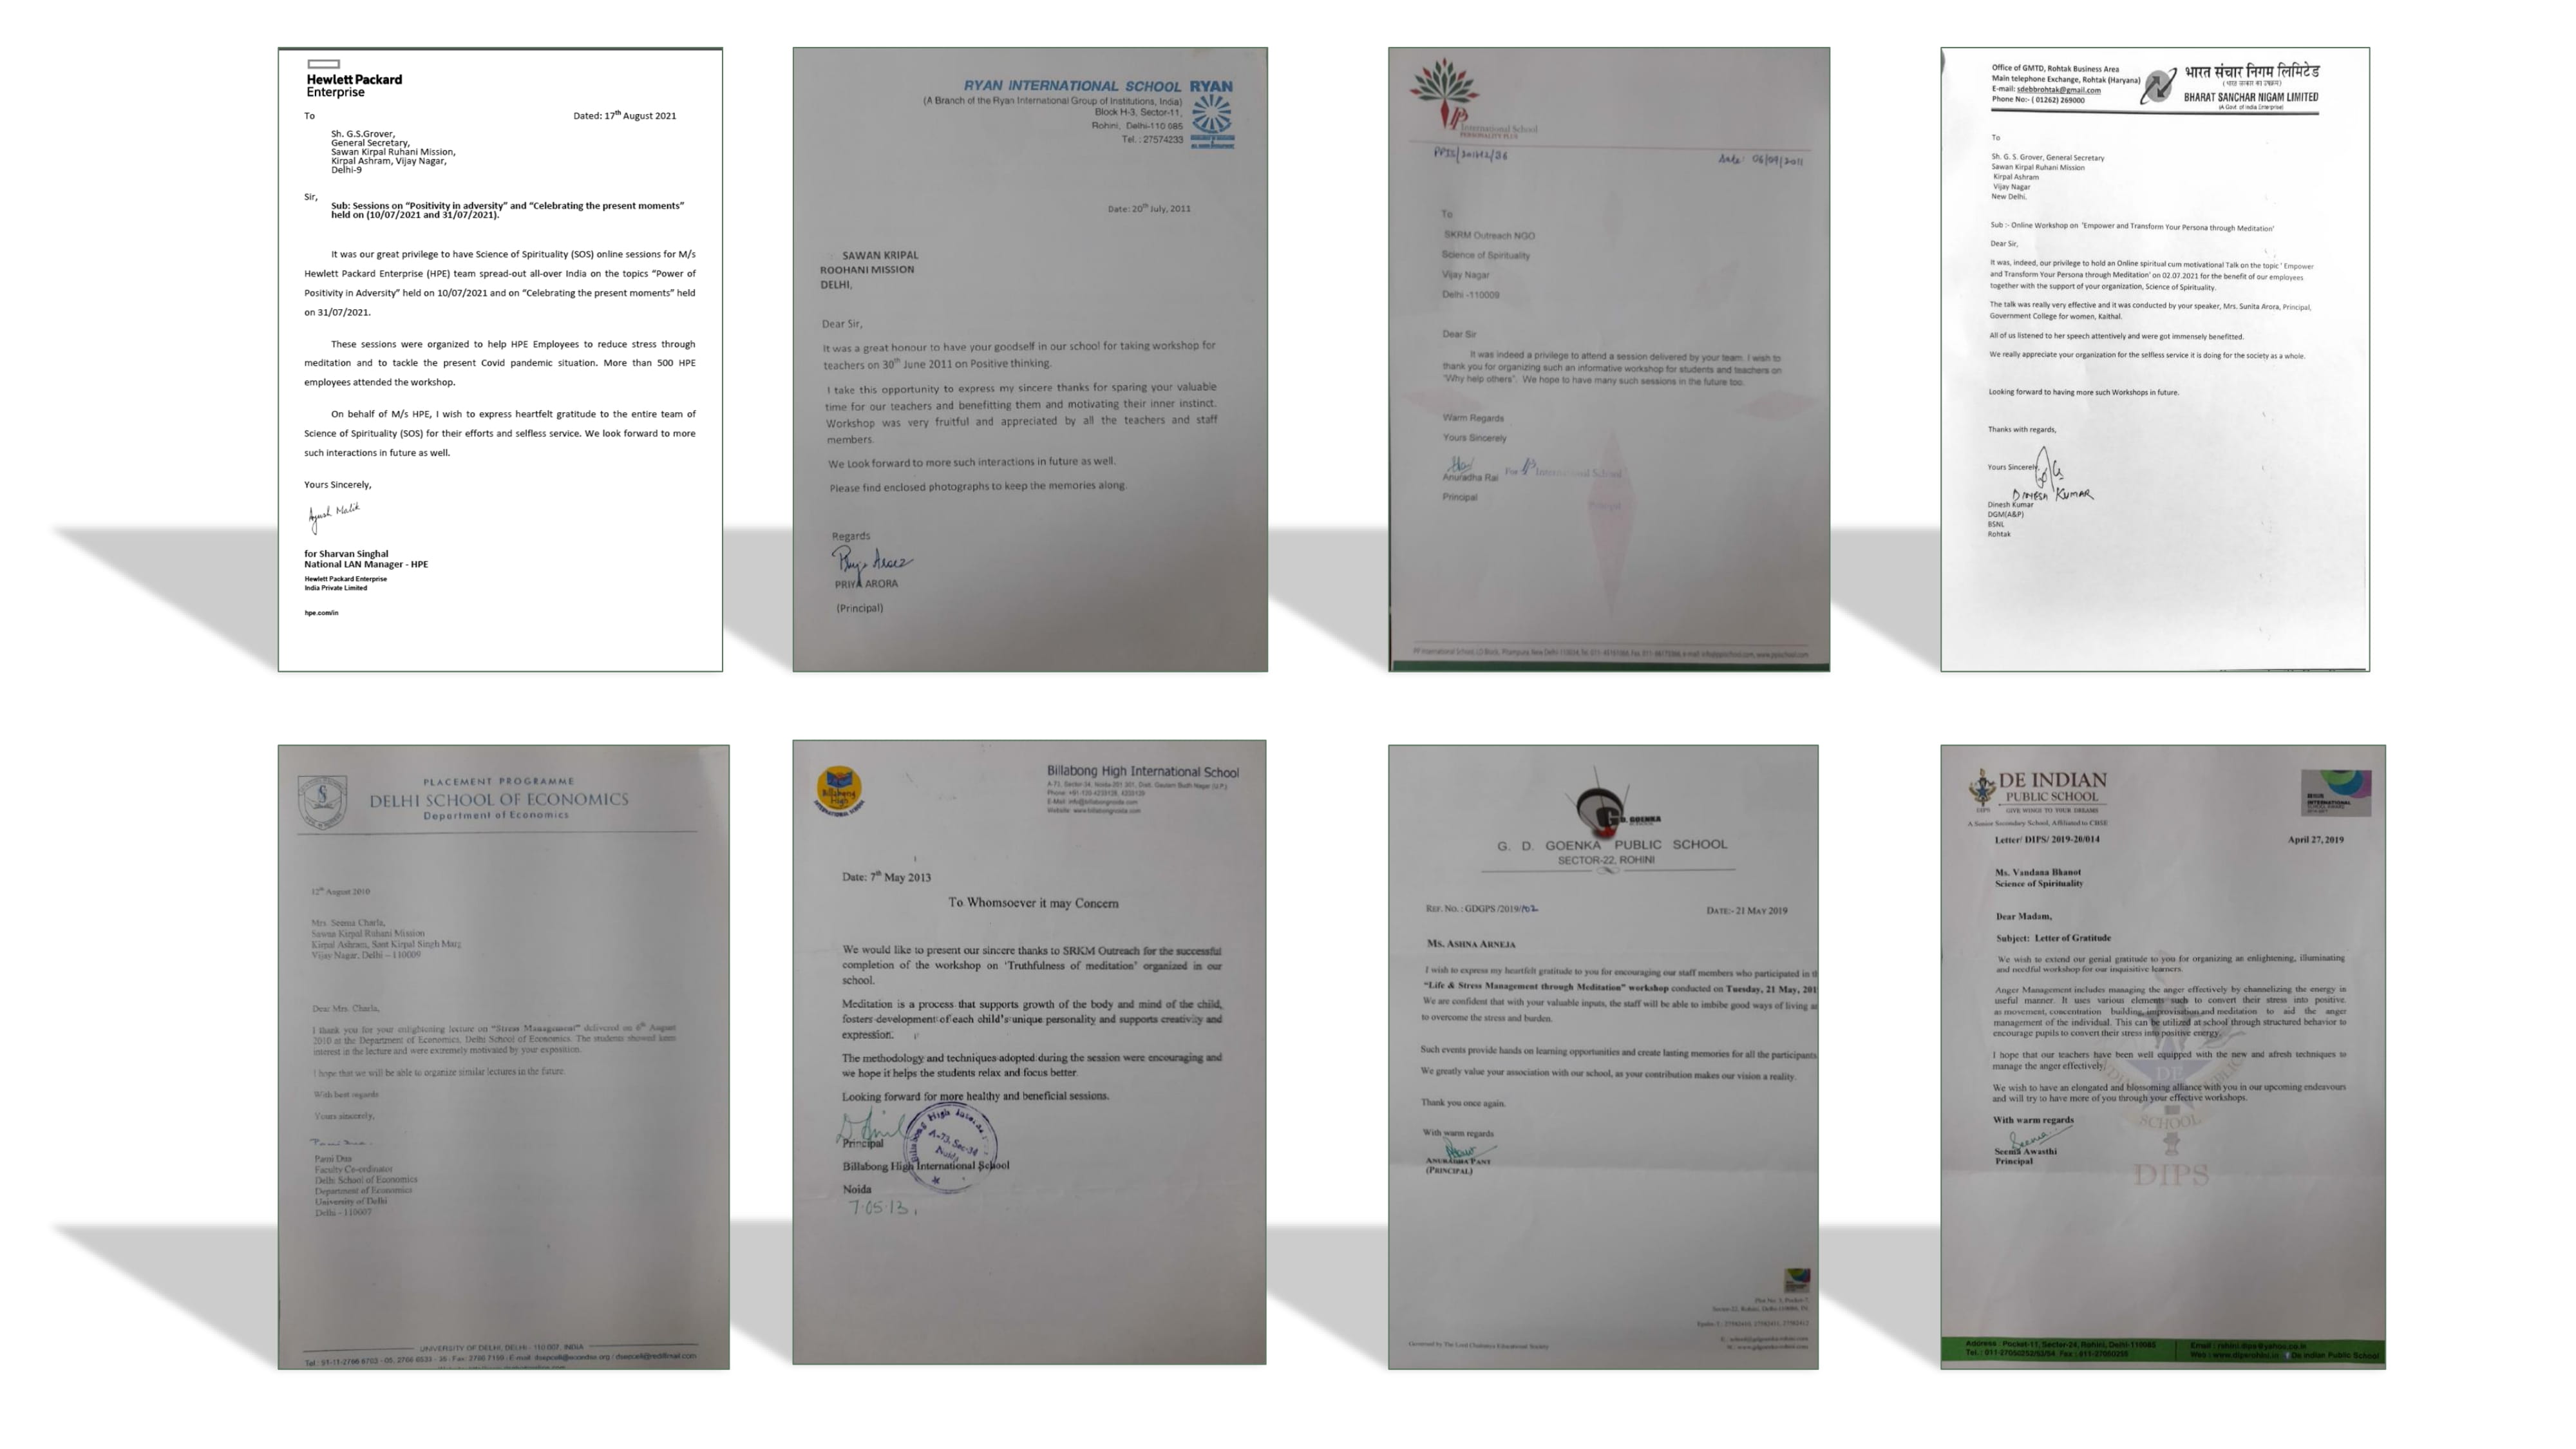 Hewlett Packard
Enterprise
To
Dated: 17th August 2021
Sh. G.S.Grover,
General Secretary,
Sawan Kirpal Ruhani Mission,
Kirpal Ashram, Vijay Nagar,
Delhi-9
Sir,
Sub: Sessions on "Positivity in adversity" and "Celebrating the present moments"
held on (10/07/2021 and 31/07/2021).
It was our great privilege to have Science of Spirituality (SOS) online sessions for M/s
Hewlett Packard Enterprise (HPE) team spread-out all-over India on the topics "Power of
Positivity in Adversity" held on 10/07/2021 and on "Celebrating the present moments" held
on 31/07/2021.
These sessions were organized to help HPE Employees to reduce stress through
meditation and to tackle the present Covid pandemic situation. More than 500 HPE
employees attended the workshop.
On behalf of M/s HPE, I wish to express heartfelt gratitude to the entire team of
Science of Spirituality (SOS) for their efforts and selfless service. We look forward to more
such interactions in future as well.
Yours Sincerely,
Ayush Malik
for Sharvan Singhal
National LAN Manager - HPE
Hewlett Packard Enterprise
India Private Limited
hpe.com/in
RYAN INTERNATIONAL SCHOOL RYAN
(A Branch of the Ryan International Group of Institutions, India)
Block H-3, Sector-11,
Rohini, Delhi-110 085
Tel. : 27574233
Date: 20th July, 2011
SAWAN KRIPAL
ROOHANI MISSION
DELHI,
Dear Sir,
It was a great honour to have your goodself in our school for taking workshop for
teachers on 30th June 2011 on Positive thinking.
I take this opportunity to express my sincere thanks for sparing your valuable
time for our teachers and benefitting them and motivating their inner instinct.
Workshop was very fruitful and appreciated by all the teachers and staff
members.
We Look forward to more such interactions in future as well.
Please find enclosed photographs to keep the memories along.
Regards
PRIYA ARORA
(Principal)
International School
PERSONALITY PLUS
Date: 06/09/2011
To
SKRM Outreach NGO
Science of Spirituality
Vijay Nagar
Delhi -110009
Dear Sir
It was indeed a privilege to attend a session delivered by your team. I wish to
thank you for organizing such an informative workshop for students and teachers on
"Why help others". We hope to have many such sessions in the future too.
Warm Regards
Yours Sincerely
For PP International School
Anuradha Rai
Principal
Principal
Office of GMTD, Rohtak Business Area
Main telephone Exchange, Rohtak (Haryana)
E-mail: sdebbrohtak@gmail.com
Phone No:- ( 01262) 269000
भारत संचार निगम लिमिटेड
(भारत सरकार का उपक्रम)
BHARAT SANCHAR NIGAM LIMITED
(A Govt. of India Enterprise)
To
Sh. G. S. Grover, General Secretary
Sawan Kirpal Ruhani Mission
Kirpal Ashram
Vijay Nagar
New Delhi.
Sub :- Online Workshop on 'Empower and Transform Your Persona through Meditation'
Dear Sir,
It was, indeed, our privilege to hold an Online spiritual cum motivational Talk on the topic ' Empower
and Transform Your Persona through Meditation' on 02.07.2021 for the benefit of our employees
together with the support of your organization, Science of Spirituality.
The talk was really very effective and it was conducted by your speaker, Mrs. Sunita Arora, Principal,
Government College for women, Kaithal.
All of us listened to her speech attentively and were got immensely benefitted.
We really appreciate your organization for the selfless service it is doing for the society as a whole.
Looking forward to having more such Workshops in future.
Thanks with regards,
Yours Sincerely
DINESH KUMAR
Dinesh Kumar
DGM(A&P)
BSNL
Rohtak
PLACEMENT PROGRAMME
DELHI SCHOOL OF ECONOMICS
Department of Economics
12th August 2010
Mrs. Seema Charla,
Sawan Kirpal Ruhani Mission
Kirpal Ashram, Sant Kirpal Singh Marg
Vijay Nagar, Delhi – 110009
Dear Mrs. Charla,
I thank you for your enlightening lecture on "Stress Management" delivered on 6th August
2010 at the Department of Economics, Delhi School of Economics. The students showed keen
interest in the lecture and were extremely motivated by your exposition.
I hope that we will be able to organize similar lectures in the future.
With best regards
Yours sincerely,
Pami Dua
Faculty Co-ordinator
Delhi School of Economics
Department of Economics
University of Delhi
Delhi – 110007
UNIVERSITY OF DELHI, DELHI - 110 007, INDIA
Billabong High
Billabong High International School
Date: 7th May 2013
To Whomsoever it may Concern
We would like to present our sincere thanks to SRKM Outreach for the successful
completion of the workshop on 'Truthfulness of meditation' organized in our
school.
Meditation is a process that supports growth of the body and mind of the child,
fosters development of each child's unique personality and supports creativity and
expression.
The methodology and techniques adopted during the session were encouraging and
we hope it helps the students relax and focus better.
Looking forward for more healthy and beneficial sessions.
Principal
A-73, Sec-34
Noida
Billabong High International School
Noida
7.05.13
G.D. GOENKA
G. D. GOENKA PUBLIC SCHOOL
SECTOR-22, ROHINI
REF. NO. : GDGPS /2019/102
DATE:- 21 MAY 2019
MS. ASHNA ARNEJA
I wish to express my heartfelt gratitude to you for encouraging our staff members who participated in
"Life & Stress Management through Meditation" workshop conducted on Tuesday, 21 May, 201
We are confident that with your valuable inputs, the staff will be able to imbibe good ways of living
to overcome the stress and burden.
Such events provide hands on learning opportunities and create lasting memories for all the participants
We greatly value your association with our school, as your contribution makes our vision a reality.
Thank you once again.
With warm regards
ANURADHA PANT
(PRINCIPAL)
DE INDIAN
PUBLIC SCHOOL
GIVE WINGS TO YOUR DREAMS
A Senior Secondary School, Affiliated to CBSE
Letter/ DIPS/ 2019-20/014
April 27, 2019
Ms. Vandana Bhanot
Science of Spirituality
Dear Madam,
Subject: Letter of Gratitude
We wish to extend our genial gratitude to you for organizing an enlightening, illuminating
and needful workshop for our inquisitive learners.
Anger Management includes managing the anger effectively by channelizing the energy in
useful manner. It uses various elements such to convert their stress into positive.
as movement, concentration building, improvisation and meditation to aid the anger
management of the individual. This can be utilized at school through structured behavior to
encourage pupils to convert their stress into positive energy.
I hope that our teachers have been well equipped with the new and afresh techniques to
manage the anger effectively.
We wish to have an elongated and blossoming alliance with you in our upcoming endeavours
and will try to have more of you through your effective workshops.
With warm regards
Seema Awasthi
Principal
SCHOOL
DIPS
Address : Pocket-11, Sector-24, Rohini, Delhi-110085